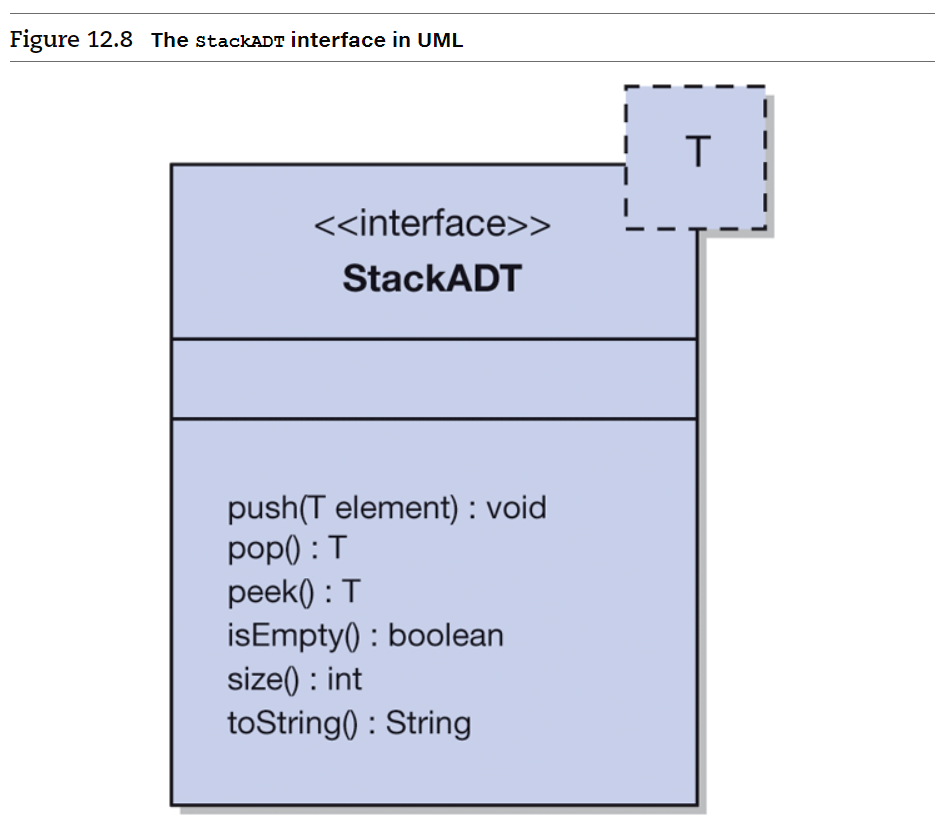 Figure 12.8 The StackADT interface in UML
T
<<interface>>
StackADT
push(T element) : void
pop() : T
peek() : T
isEmpty() : boolean
size() : int
toString() : String